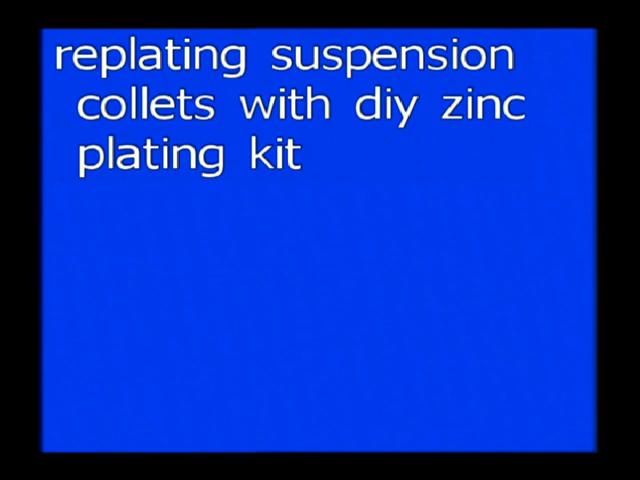 replating suspension
collets with diy zinc
plating kit